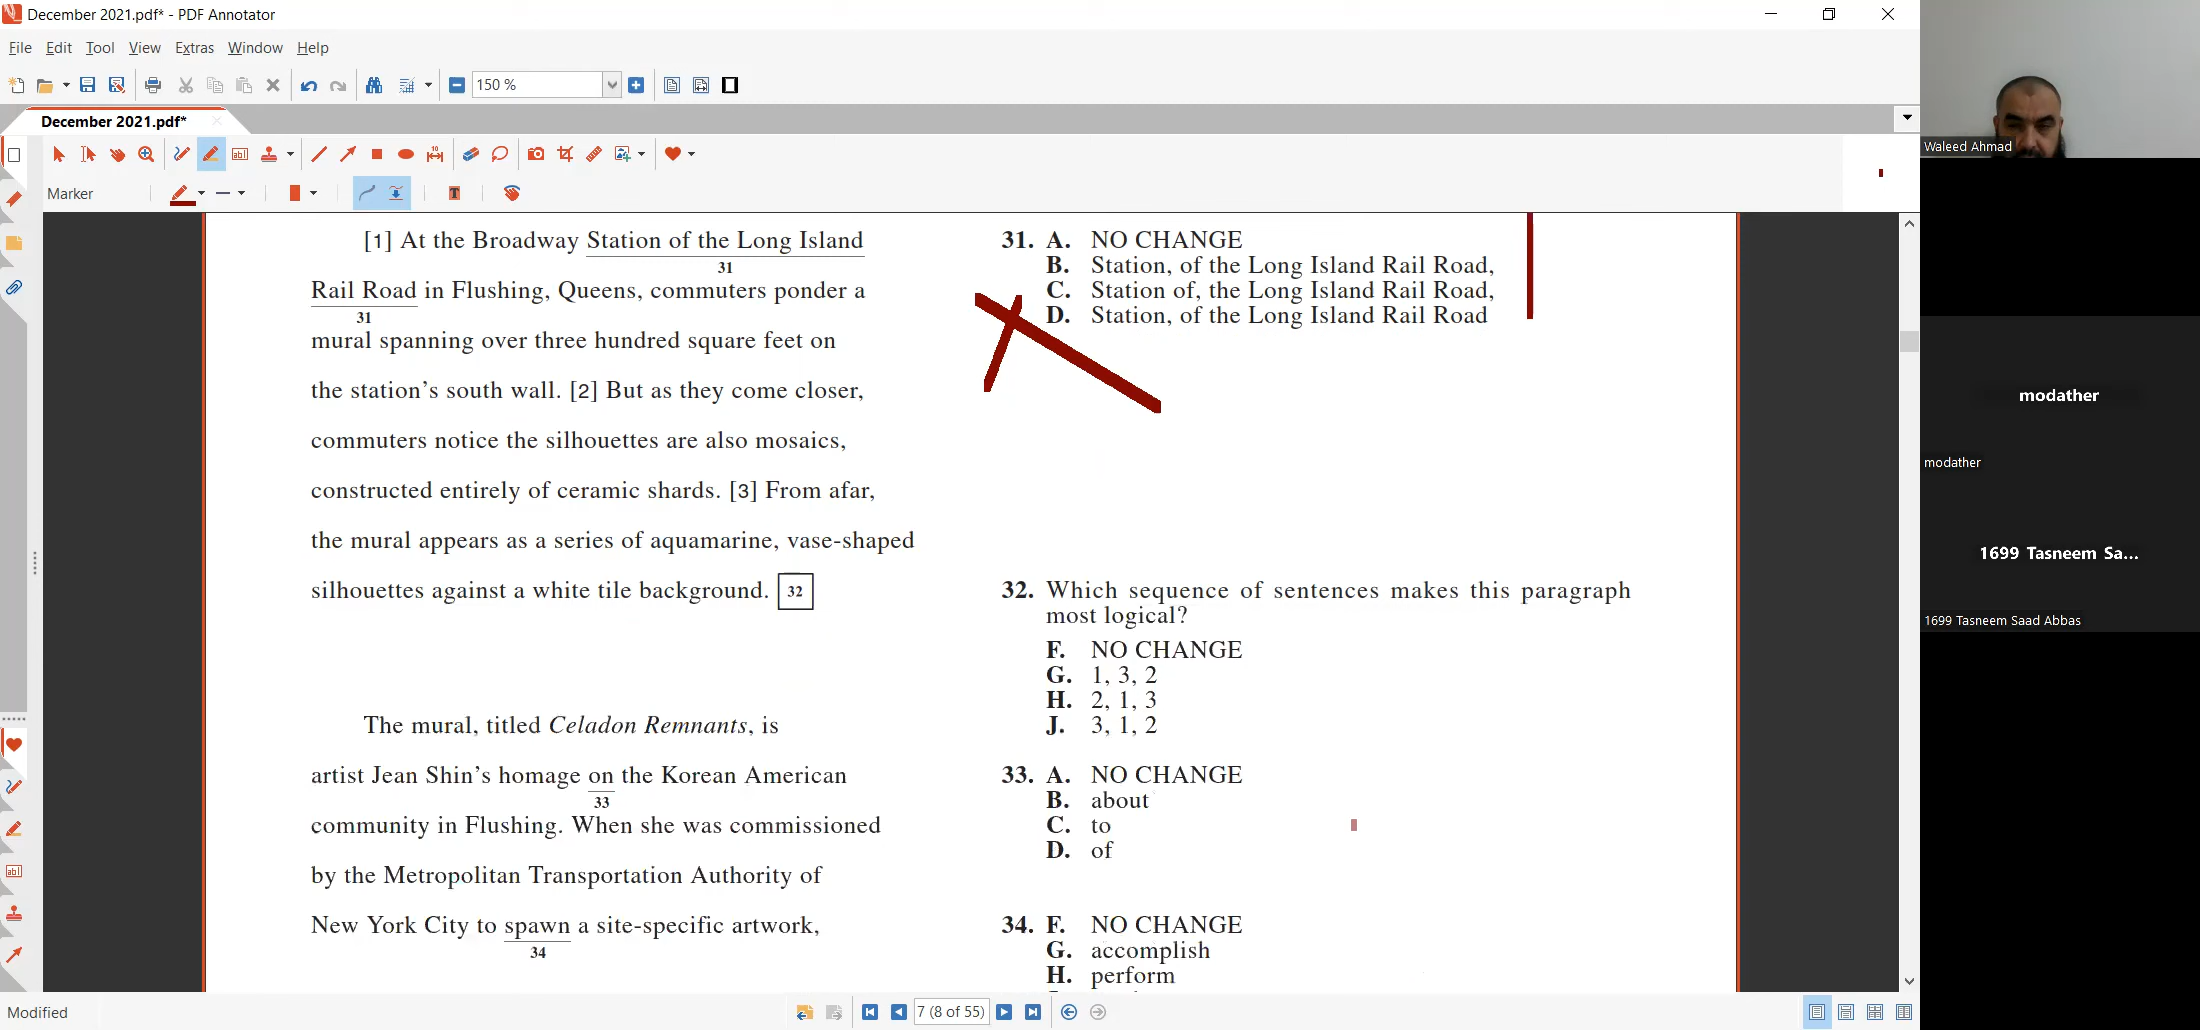 December 2021.pdf* - PDF Annotator
File Edit Tool View Extras Window Help
150 %
December 2021.pdf*
Marker
[1] At the Broadway Station of the Long Island
31
Rail Road in Flushing, Queens, commuters ponder a
31
mural spanning over three hundred square feet on
the station's south wall. [2] But as they come closer,
commuters notice the silhouettes are also mosaics,
constructed entirely of ceramic shards. [3] From afar,
the mural appears as a series of aquamarine, vase-shaped
silhouettes against a white tile background. 32
The mural, titled Celadon Remnants, is
artist Jean Shin's homage on the Korean American
33
community in Flushing. When she was commissioned
by the Metropolitan Transportation Authority of
New York City to spawn a site-specific artwork,
34
31. A. NO CHANGE
B. Station, of the Long Island Rail Road,
C. Station of, the Long Island Rail Road,
D. Station, of the Long Island Rail Road
32. Which sequence of sentences makes this paragraph
most logical?
F. NO CHANGE
G. 1, 3, 2
H. 2, 1, 3
J. 3, 1, 2
33. A. NO CHANGE
B. about
C. to
D. of
34. F. NO CHANGE
G. accomplish
H. perform
Modified
7 (8 of 55)
Waleed Ahmad
modather
modather
1699 Tasneem Sa...
1699 Tasneem Saad Abbas